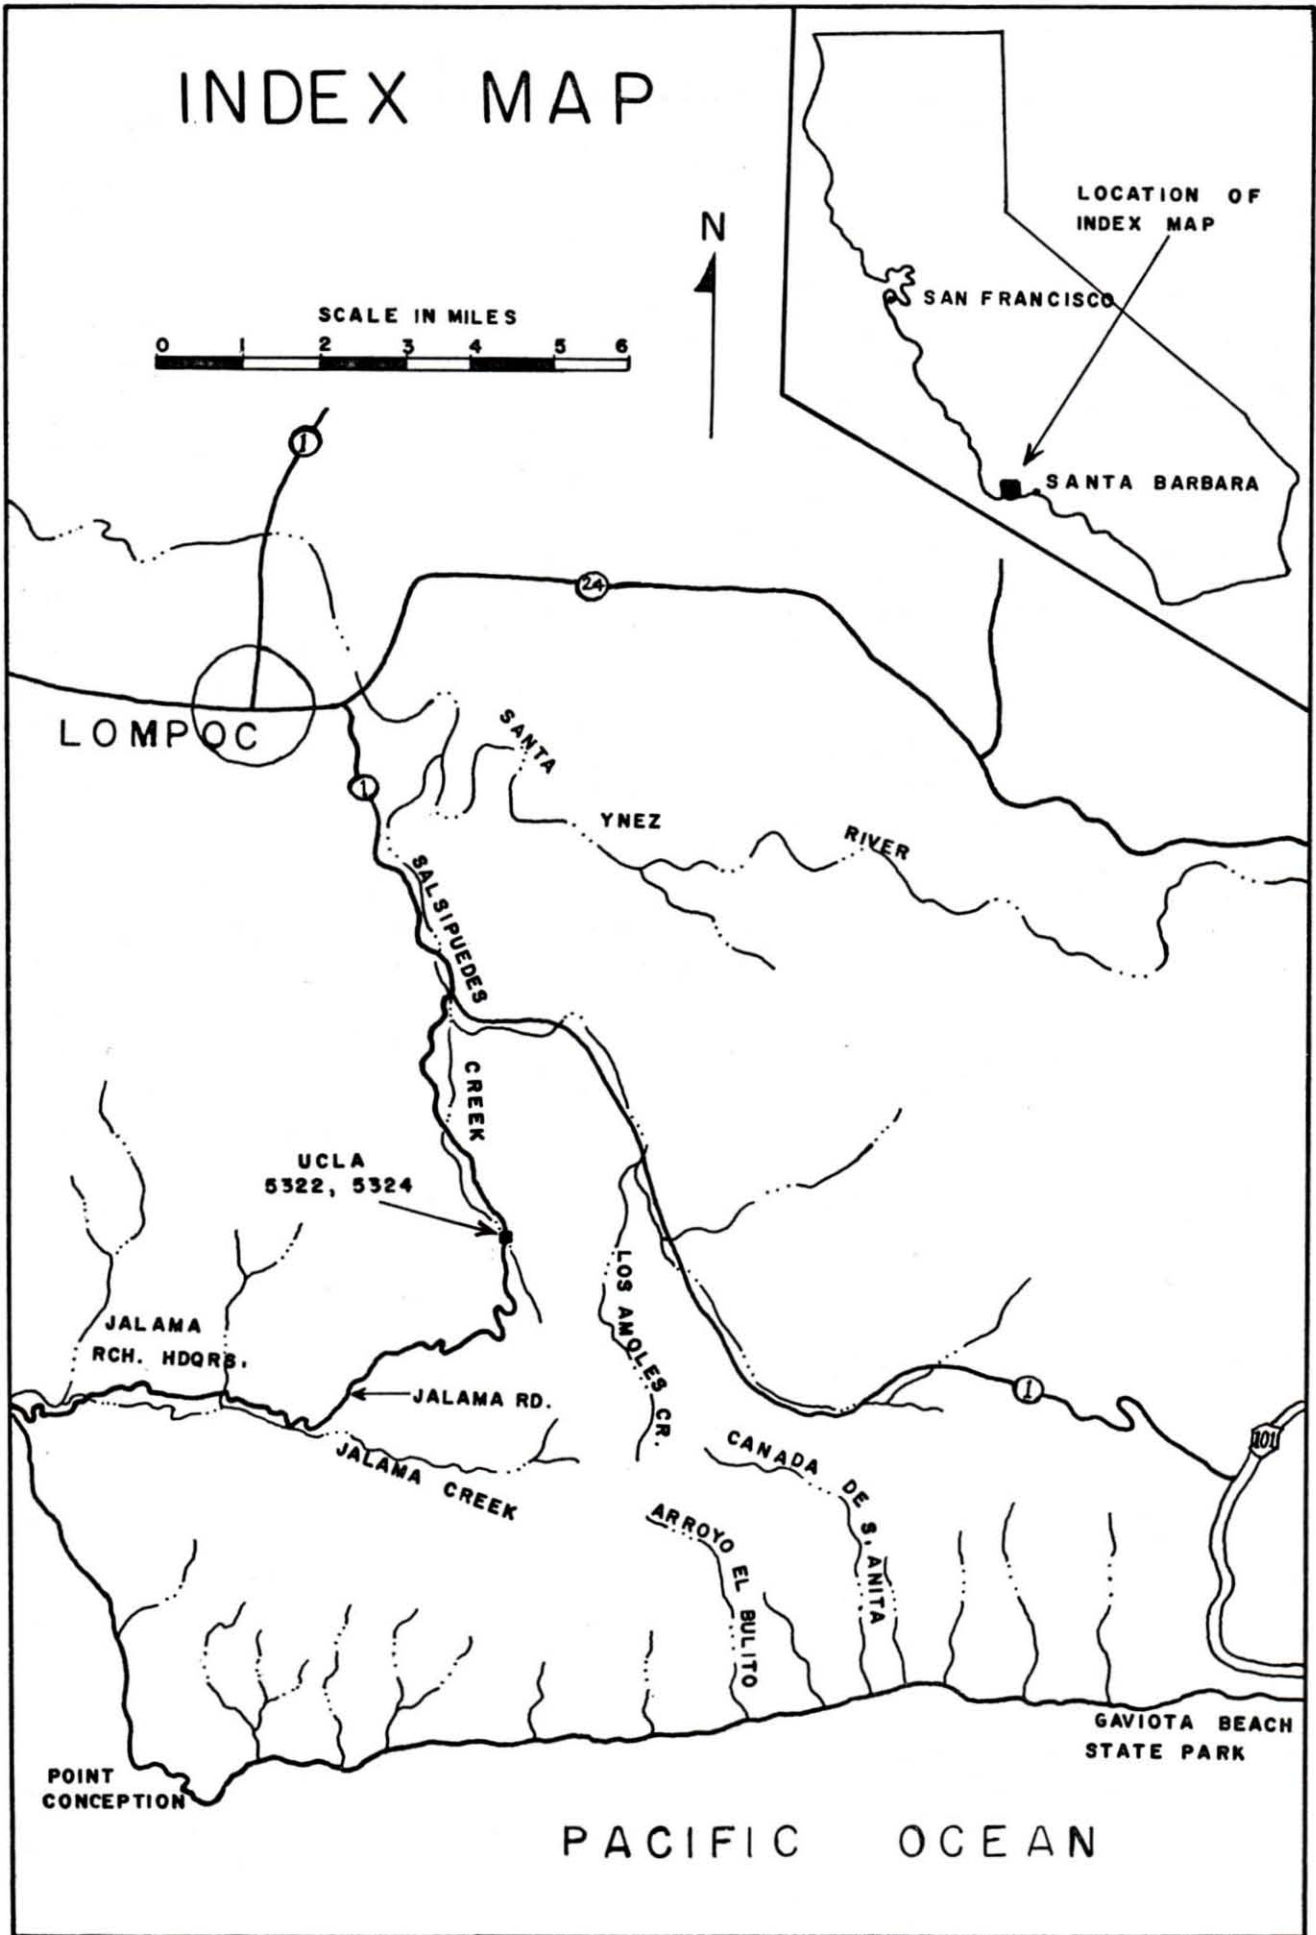 INDEX MAP
LOCATION OF
INDEX MAP
N
SAN FRANCISCO
SCALE IN MILES
0 1 2 3 4 5 6
1
SANTA BARBARA
24
LOMPOC
SANTA
YNEZ
RIVER
1
SALSIPUEDES
CREEK
UCLA
5322, 5324
LOS AMOLES CR.
JALAMA
RCH. HDQRS.
JALAMA RD.
1
101
JALAMA CREEK
CANADA DE S. ANITA
ARROYO EL BULITO
GAVIOTA BEACH
STATE PARK
POINT
CONCEPTION
PACIFIC OCEAN